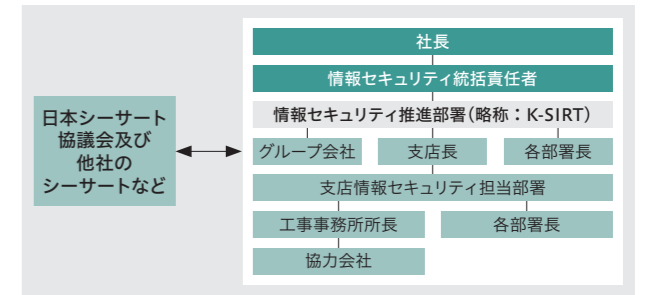 社長
情報セキュリティ統括責任者
情報セキュリティ推進部署（略称：K-SIRT）
日本シーサート
協議会及び
他社の
シーサートなど
グループ会社
支店長
各部署長
支店情報セキュリティ担当部署
工事事務所所長
各部署長
協力会社